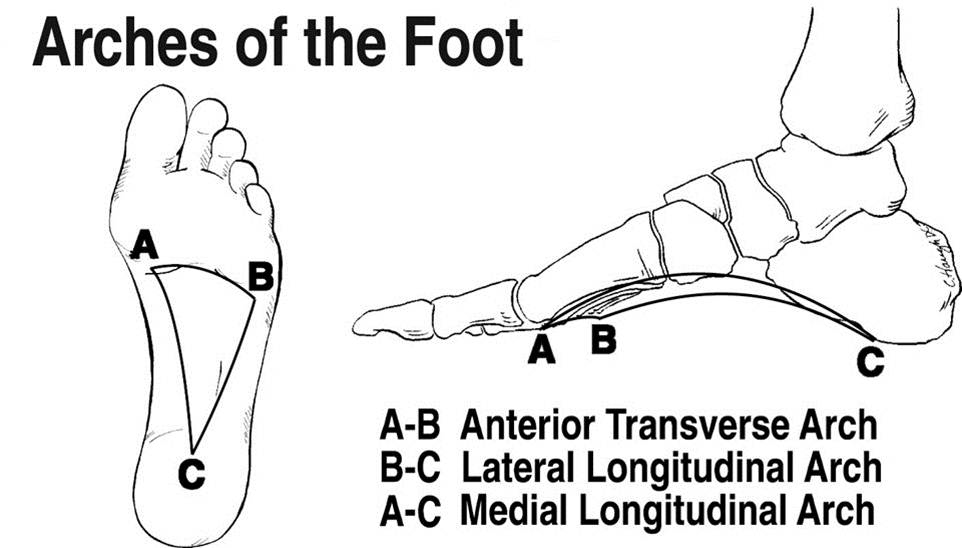 Arches of the Foot
A
B
C
A
B
C
A-B Anterior Transverse Arch
B-C Lateral Longitudinal Arch
A-C Medial Longitudinal Arch